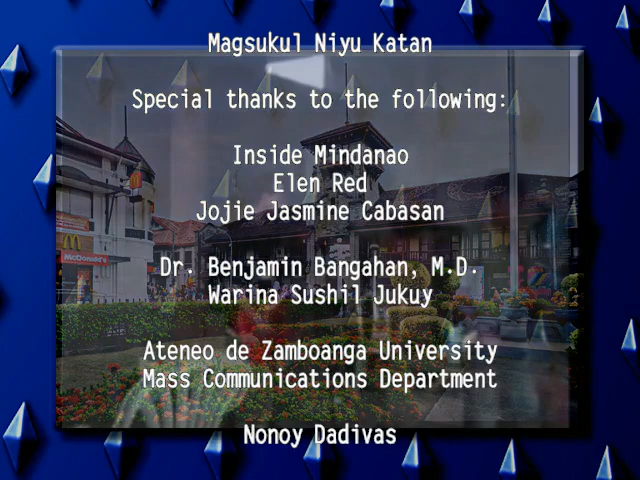 Magsukul Niyu Katan
Special thanks to the following:
Inside Mindanao
Elen Red
Jojie Jasmine Cabasan
Dr. Benjamin Bangahan, M.D.
Warina Sushil Jukuy
Ateneo de Zamboanga University
Mass Communications Department
Nonoy Dadivas
McDonald's